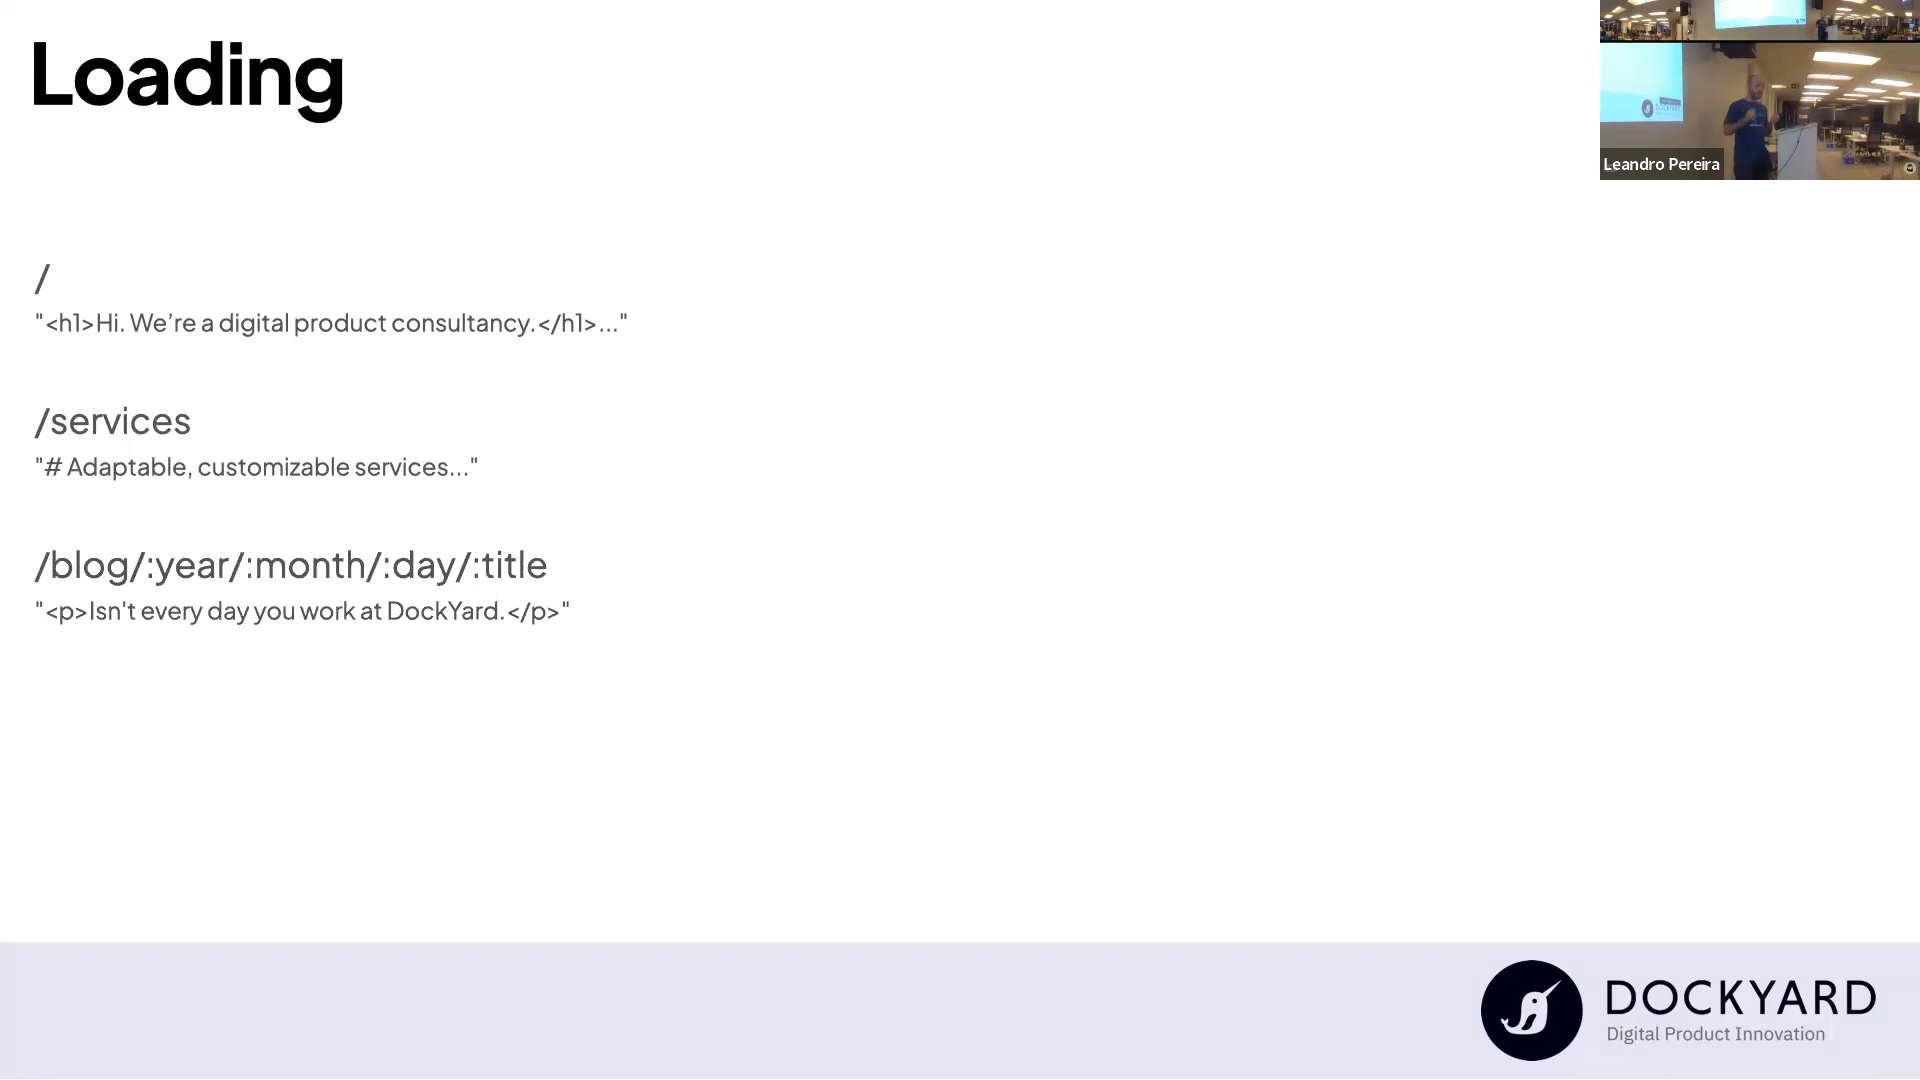 Loading
Leandro Pereira
/
"<h1>Hi. We’re a digital product consultancy.</h1>..."
/services
"# Adaptable, customizable services..."
/blog/:year/:month/:day/:title
"<p>Isn't every day you work at DockYard.</p>"
DOCKYARD
Digital Product Innovation